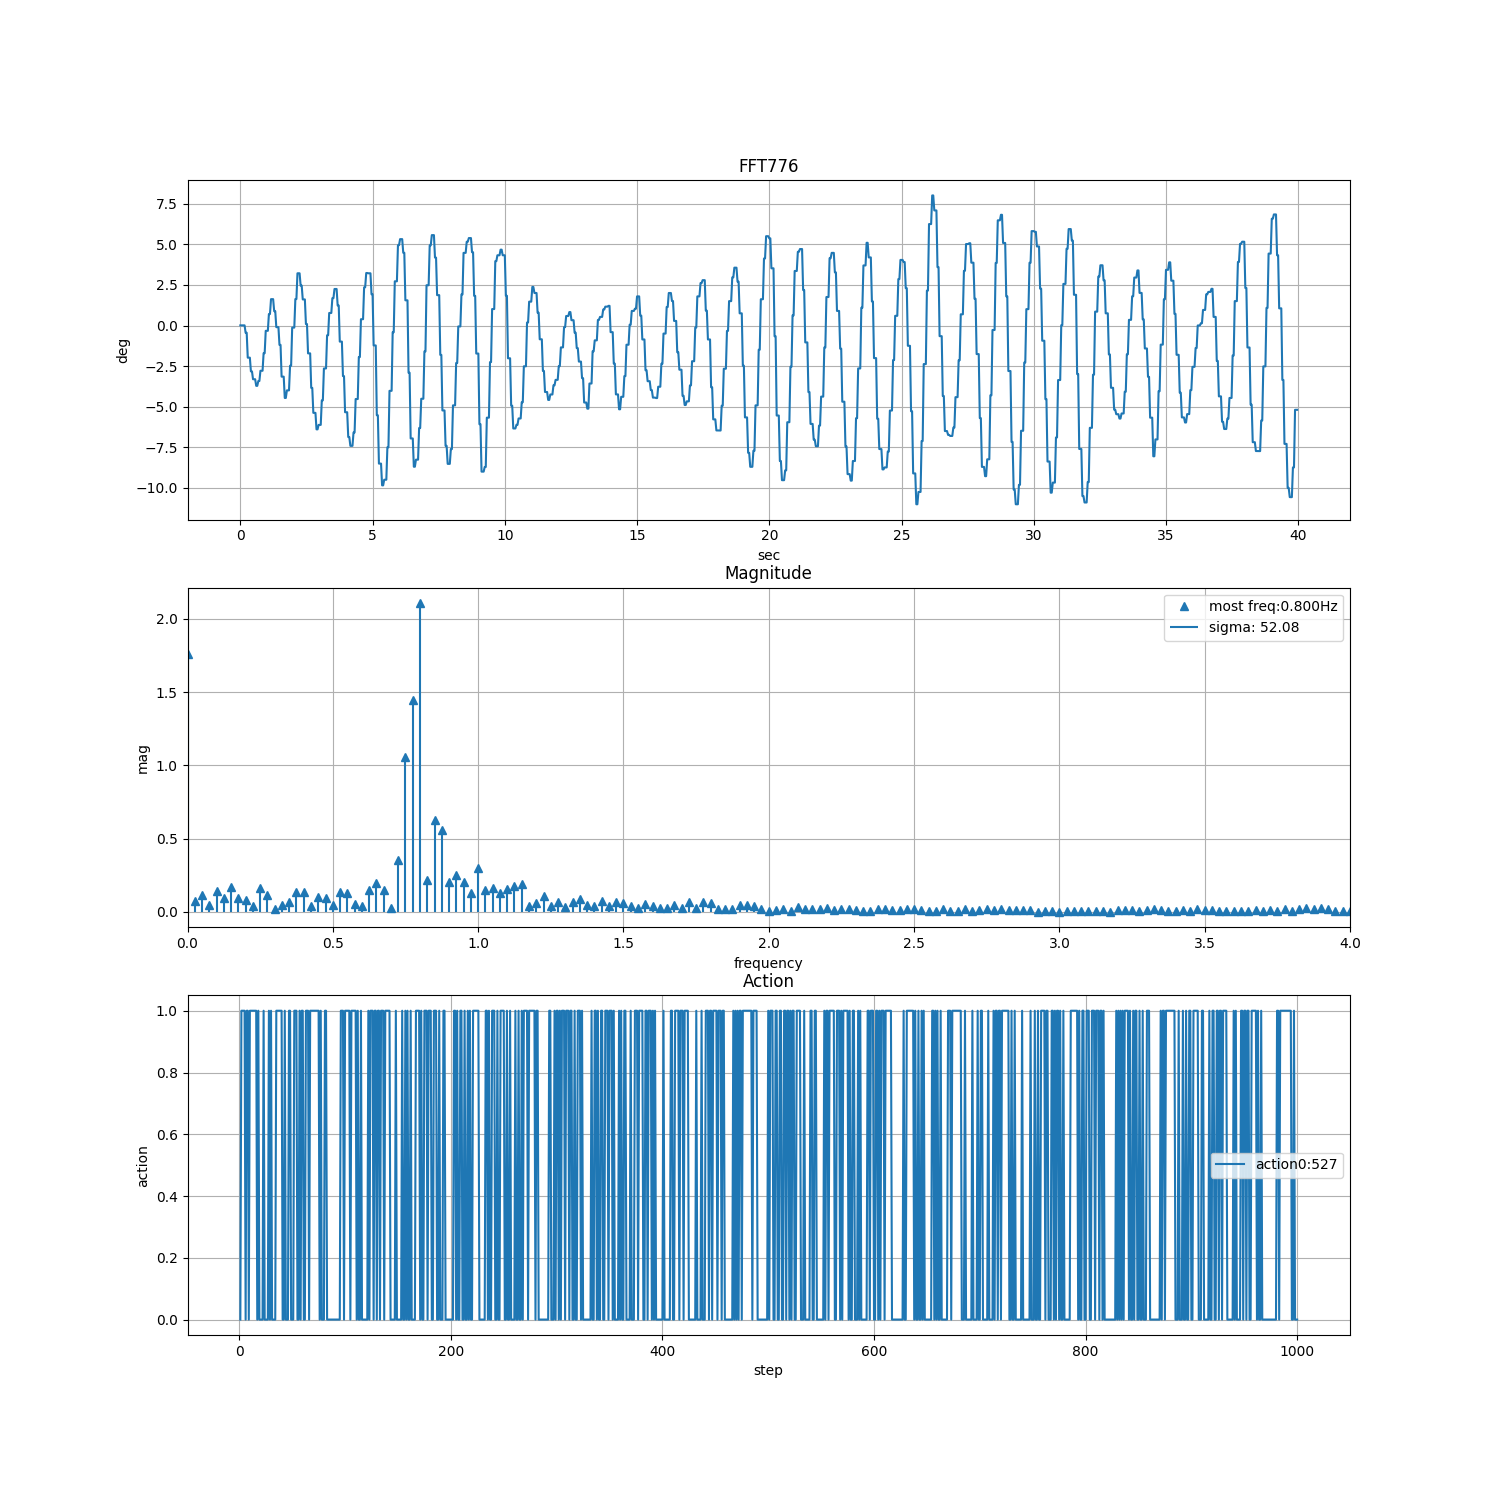 FFT776
7.5
5.0
2.5
0.0
−2.5
−5.0
−7.5
−10.0
deg
0 5 10 15 20 25 30 35 40
sec
Magnitude
2.0
1.5
1.0
0.5
0.0
mag
most freq:0.800Hz
sigma: 52.08
0.0 0.5 1.0 1.5 2.0 2.5 3.0 3.5 4.0
frequency
Action
1.0
0.8
0.6
0.4
0.2
0.0
action
action0:527
0 200 400 600 800 1000
step